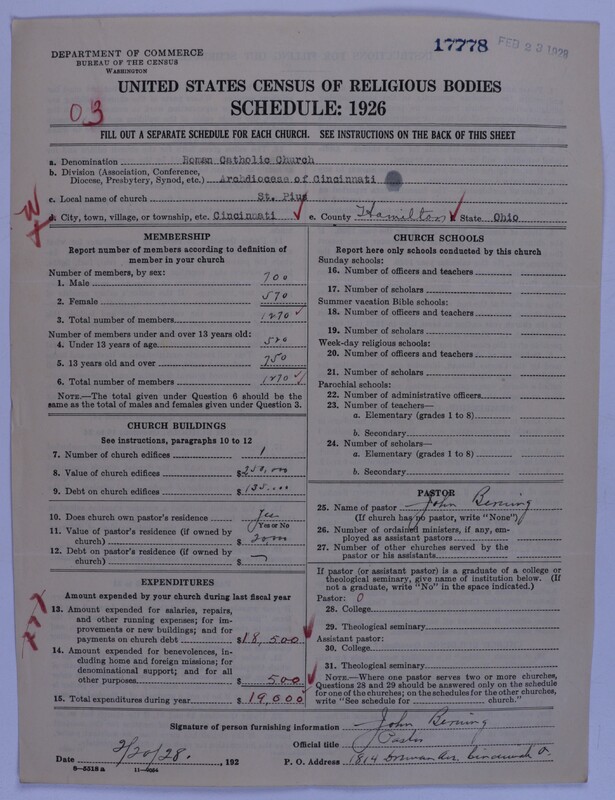 17778 FEB 23 1928
DEPARTMENT OF COMMERCE
BUREAU OF THE CENSUS
WASHINGTON
UNITED STATES CENSUS OF RELIGIOUS BODIES
SCHEDULE: 1926
03
FILL OUT A SEPARATE SCHEDULE FOR EACH CHURCH. SEE INSTRUCTIONS ON THE BACK OF THIS SHEET
a. Denomination Roman Catholic Church
b. Division (Association, Conference,
Diocese, Presbytery, Synod, etc.) Archdiocese of Cincinnati
c. Local name of church St. Pius
d. City, town, village, or township, etc. Cincinnati e. County Hamilton State Ohio
MEMBERSHIP
Report number of members according to definition of
member in your church
Number of members, by sex:
1. Male 700
2. Female 570
3. Total number of members 1270
Number of members under and over 13 years old:
4. Under 13 years of age 520
5. 13 years old and over 750
6. Total number of members 1270
NOTE.—The total given under Question 6 should be
same as the total of males and females given under Question 3.
CHURCH BUILDINGS
See instructions, paragraphs 10 to 12
7. Number of church edifices 1
8. Value of church edifices $250,000
9. Debt on church edifices $135,000
10. Does church own pastor's residence Yes
Yes or No
11. Value of pastor's residence (if owned by
church) $
12. Debt on pastor's residence (if owned by
church) $
EXPENDITURES
Amount expended by your church during last fiscal year
13. Amount expended for salaries, repairs,
and other running expenses; for im-
provements or new buildings; and for
payments on church debt $18,500
14. Amount expended for benevolences, in-
cluding home and foreign missions; for
denominational support; and for all
other purposes $500
15. Total expenditures during year $19,000
CHURCH SCHOOLS
Report here only schools conducted by this church
Sunday schools:
16. Number of officers and teachers
17. Number of scholars
Summer vacation Bible schools:
18. Number of officers and teachers
19. Number of scholars
Week-day religious schools:
20. Number of officers and teachers
21. Number of scholars
Parochial schools:
22. Number of administrative officers
23. Number of teachers—
a. Elementary (grades 1 to 8)
b. Secondary
24. Number of scholars—
a. Elementary (grades 1 to 8)
b. Secondary
PASTOR
25. Name of pastor John Berning
(If church has no pastor, write "None")
26. Number of ordained ministers, if any, em-
ployed as assistant pastors
27. Number of other churches served by the
pastor or his assistants
If pastor (or assistant pastor) is a graduate of a college or
theological seminary, give name of institution below. (If
not a graduate, write "No" in the space indicated.)
Pastor: 0
28. College
29. Theological seminary
Assistant pastor:
30. College
31. Theological seminary
NOTE.—Where one pastor serves two or more churches,
Questions 28 and 29 should be answered only on the schedule
for one of the churches; on the schedules for the other churches,
write "See schedule for church."
Signature of person furnishing information John Berning
Official title Pastor
Date 2/20/28. , 192 P. O. Address 1814 Ave, Cincinnati O.
8—5518a 11—9054